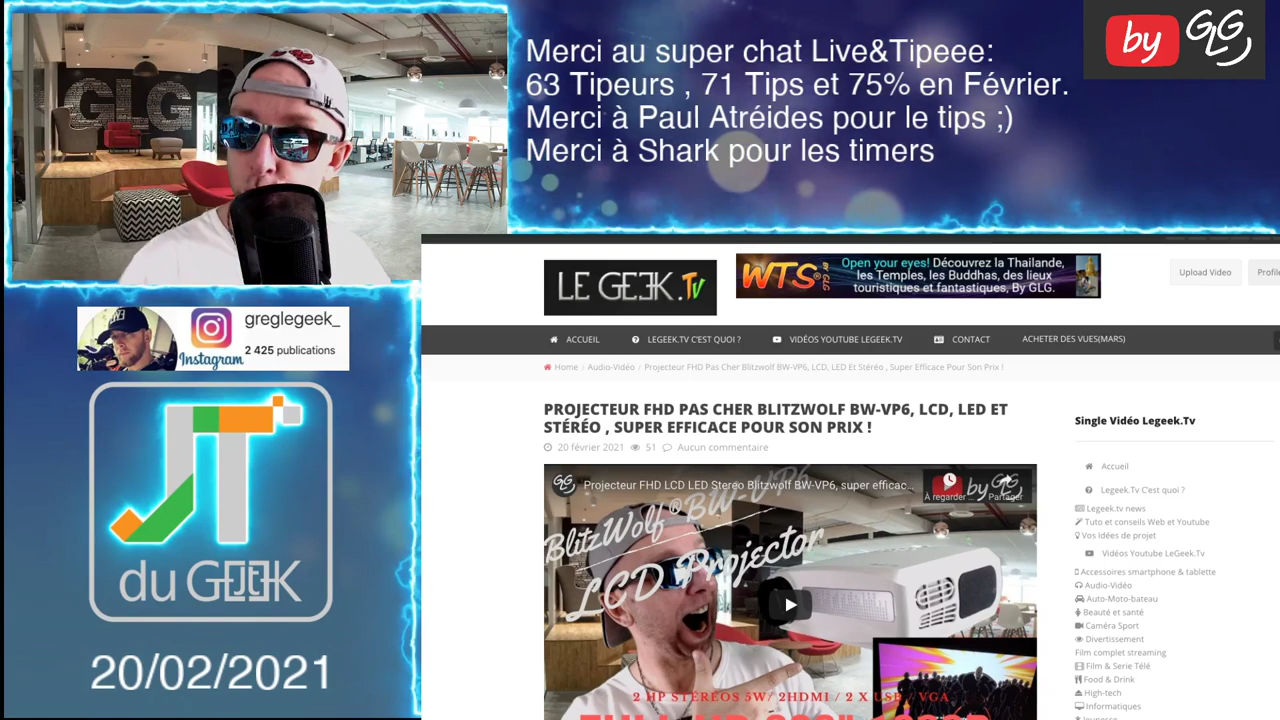 GLG
Merci au super chat Live&Tipeee:
63 Tipeurs , 71 Tips et 75% en Février.
Merci à Paul Atréides pour le tips ;)
Merci à Shark pour les timers
by GLG
greglegeek_
2 425 publications
Instagram
JT
du GEEK
20/02/2021
LE GEEK.Tv
WTS BY GLG
Open your eyes! Découvrez la Thailande,
les Temples, les Buddhas, des lieux
touristiques et fantastiques, By GLG.
Upload Video
Profile
ACCUEIL
LEGEEK.TV C'EST QUOI ?
VIDÉOS YOUTUBE LEGEEK.TV
CONTACT
ACHETER DES VUES(MARS)
Home / Audio-Vidéo / Projecteur FHD Pas Cher Blitzwolf BW-VP6, LCD, LED Et Stéréo , Super Efficace Pour Son Prix !
PROJECTEUR FHD PAS CHER BLITZWOLF BW-VP6, LCD, LED ET
STÉRÉO , SUPER EFFICACE POUR SON PRIX !
20 février 2021 51 Aucun commentaire
GLG
Projecteur FHD LCD LED Stereo Blitzwolf BW-VP6, super efficac...
by GLG
À regarder ...
Partager
BlitzWolf®BW-VP6
LCD Projector
2 HP STÉRÉOS 5W/ 2HDMI / 2 X USB / VGA
Single Vidéo Legeek.Tv
Accueil
Legeek.Tv C'est quoi ?
Legeek.tv news
Tuto et conseils Web et Youtube
Vos Idées de projet
Vidéos Youtube LeGeek.Tv
Accessoires smartphone & tablette
Audio-Vidéo
Auto-Moto-bateau
Beauté et santé
Caméra Sport
Divertissement
Film complet streaming
Film & Serie Télé
Food & Drink
High-tech
Informatiques